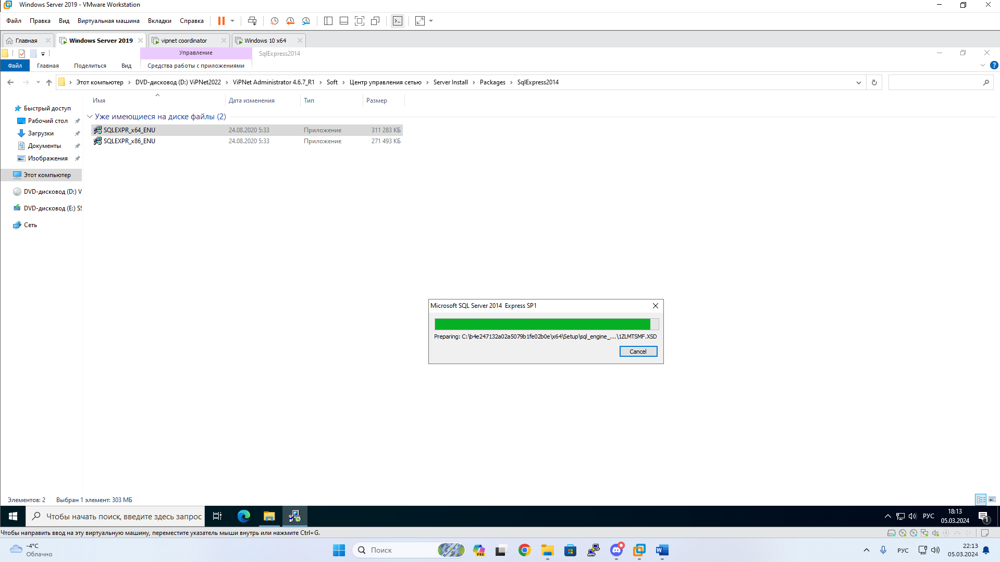 Windows Server 2019 - VMware Workstation
Файл Правка Вид Виртуальная машина Вкладки Справка
Главная Windows Server 2019 vipnet coordinator Windows 10 x64
Управление SqlExpress2014
Файл Главная Поделиться Вид Средства работы с приложениями
Этот компьютер DVD-дисковод (D:) ViPNet2022 ViPNet Administrator 4.6.7_R1 Soft Центр управления сетью Server Install Packages SqlExpress2014
Имя Дата изменения Тип Размер
Быстрый доступ
Рабочий стол
Загрузки
Документы
Изображения
Этот компьютер
DVD-дисковод (D:) V
DVD-дисковод (E:) SS
Сеть
Уже имеющиеся на диске файлы (2)
SQLEXPR_x64_ENU 24.08.2020 5:33 Приложение 311 283 КБ
SQLEXPR_x86_ENU 24.08.2020 5:33 Приложение 271 493 КБ
Microsoft SQL Server 2014 Express SP1
Preparing: C:\b4e247132a02a5079b1fe02b0e\x64\Setup\sql_engine_...\1ZLMTSMF.XSD
Cancel
Элементов: 2 Выбран 1 элемент: 303 МБ
Чтобы начать поиск, введите здесь запрос
РУС
18:13
05.03.2024
1
Чтобы направить ввод на эту виртуальную машину, переместите указатель мыши внутрь или нажмите Ctrl+G.
-4°C
Облачно
Поиск
PRE
РУС
22:13
05.03.2024